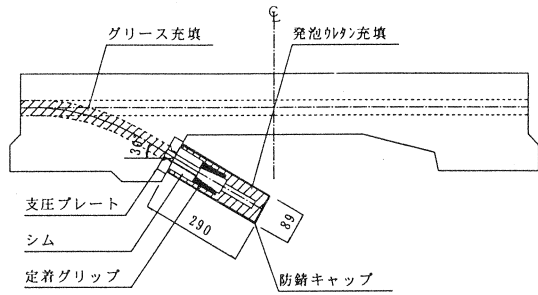 ℄
グリース充填
発泡ウレタン充填
30°
支圧プレート
シム
定着グリップ
290
89
防錆キャップ